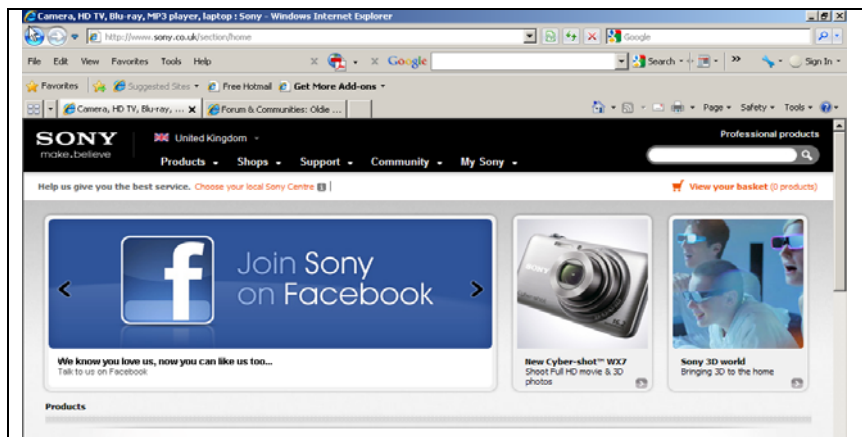 Camera, HD TV, Blu-ray, MP3 player, laptop : Sony - Windows Internet Explorer
http://www.sony.co.uk/section/home
Google
File Edit View Favorites Tools Help
x Google Search Sign In
Favorites Suggested Sites Free Hotmail Get More Add-ons
Camera, HD TV, Blu-ray, ... Forum & Communities: Oldie ... Page Safety Tools
SONY
make.believe
United Kingdom
Professional products
Products Shops Support Community My Sony
Help us give you the best service. Choose your local Sony Centre
View your basket (0 products)
Join Sony
on Facebook
SONY
We know you love us, now you can like us too...
Talk to us on Facebook
New Cyber-shot™ WX7
Shoot Full HD movie & 3D
photos
Sony 3D world
Bringing 3D to the home
Products